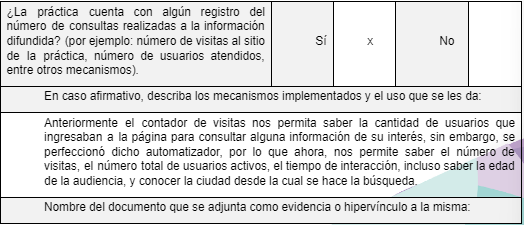 ¿La práctica cuenta con algún registro del
número de consultas realizadas a la información
difundida? (por ejemplo: número de visitas al sitio
de la práctica, número de usuarios atendidos,
entre otros mecanismos).
Sí x No
En caso afirmativo, describa los mecanismos implementados y el uso que se les da:
Anteriormente el contador de visitas nos permita saber la cantidad de usuarios que
ingresaban a la página para consultar alguna información de su interés, sin embargo, se
perfeccionó dicho automatizador, por lo que ahora, nos permite saber el número de
visitas, el número total de usuarios activos, el tiempo de interacción, incluso saber la edad
de la audiencia, y conocer la ciudad desde la cual se hace la búsqueda.
Nombre del documento que se adjunta como evidencia o hipervínculo a la misma: